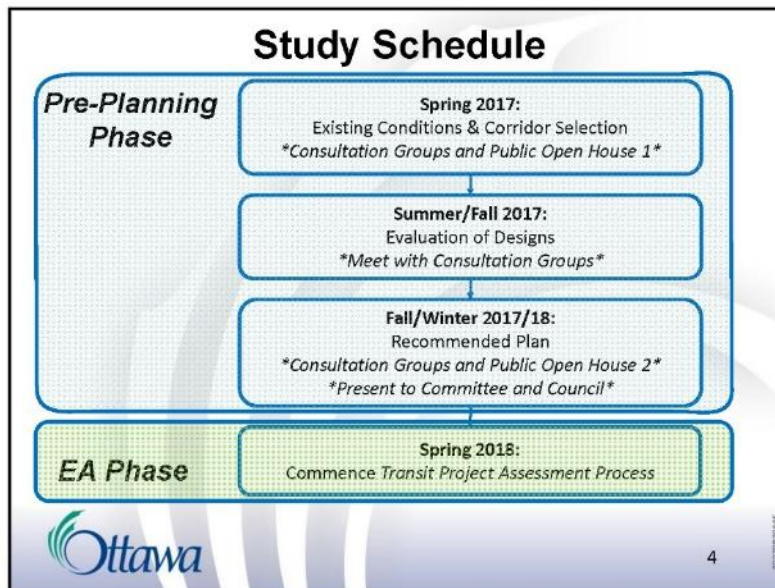 Study Schedule
Pre-Planning
Phase
Spring 2017:
Existing Conditions & Corridor Selection
*Consultation Groups and Public Open House 1*
Summer/Fall 2017:
Evaluation of Designs
*Meet with Consultation Groups*
Fall/Winter 2017/18:
Recommended Plan
*Consultation Groups and Public Open House 2*
*Present to Committee and Council*
EA Phase
Spring 2018:
Commence Transit Project Assessment Process
Ottawa
4